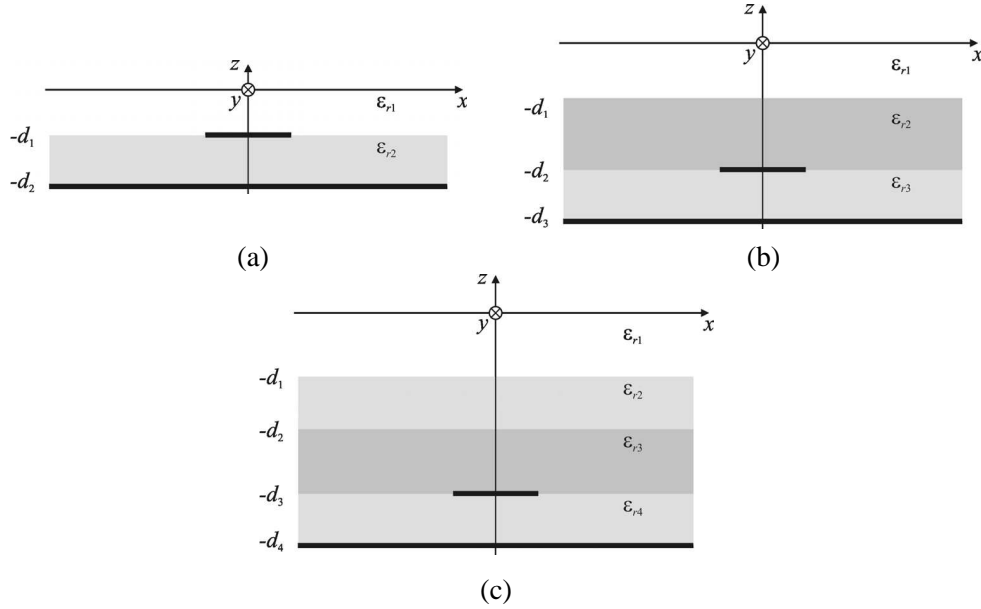 z
y
x
ε_r1
-d_1
ε_r2
-d_2
(a)
z
y
x
ε_r1
-d_1
ε_r2
-d_2
ε_r3
-d_3
(b)
z
y
x
ε_r1
-d_1
ε_r2
-d_2
ε_r3
-d_3
ε_r4
-d_4
(c)